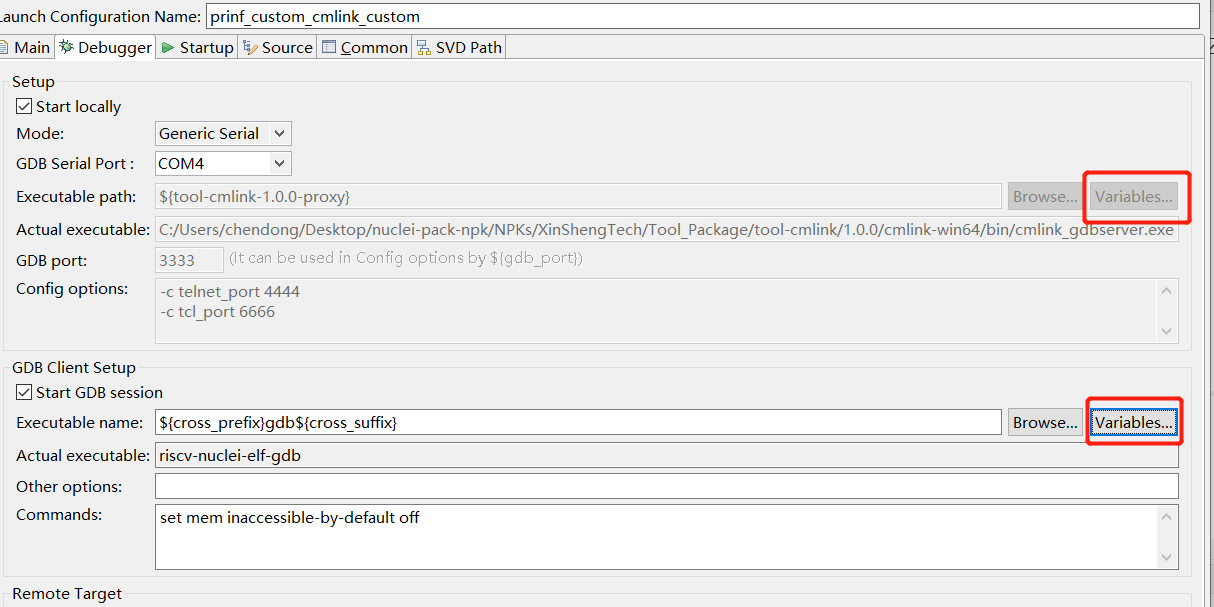 Launch Configuration Name: prinf_custom_cmlink_custom
Main Debugger Startup Source Common SVD Path
Setup
Start locally
Mode: Generic Serial
GDB Serial Port : COM4
Executable path: ${tool-cmlink-1.0.0-proxy} Browse... Variables...
Actual executable: C:/Users/chendong/Desktop/nuclei-pack-npk/NPKs/XinShengTech/Tool_Package/tool-cmlink/1.0.0/cmlink-win64/bin/cmlink_gdbserver.exe
GDB port: 3333 (It can be used in Config options by ${gdb_port})
Config options: -c telnet_port 4444
-c tcl_port 6666
GDB Client Setup
Start GDB session
Executable name: ${cross_prefix}gdb${cross_suffix} Browse... Variables...
Actual executable: riscv-nuclei-elf-gdb
Other options:
Commands: set mem inaccessible-by-default off
Remote Target